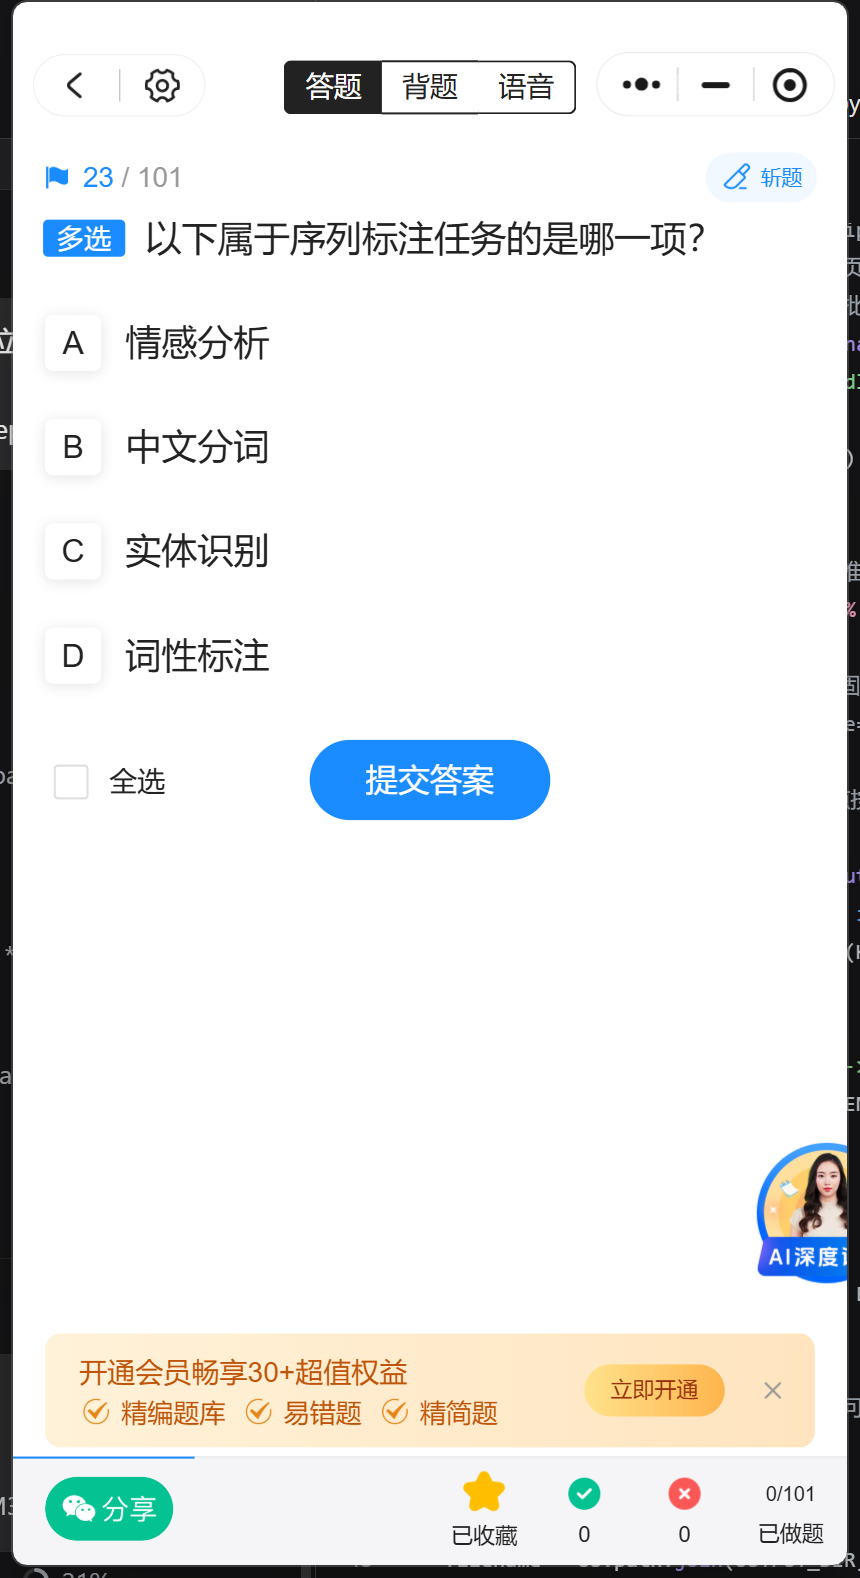 答题 背题 语音
23 / 101
斩题
多选 以下属于序列标注任务的是哪一项?
A 情感分析
B 中文分词
C 实体识别
D 词性标注
全选
提交答案
AI深度
开通会员畅享30+超值权益
精编题库 易错题 精简题
立即开通
分享
已收藏
0
0
0/101
已做题